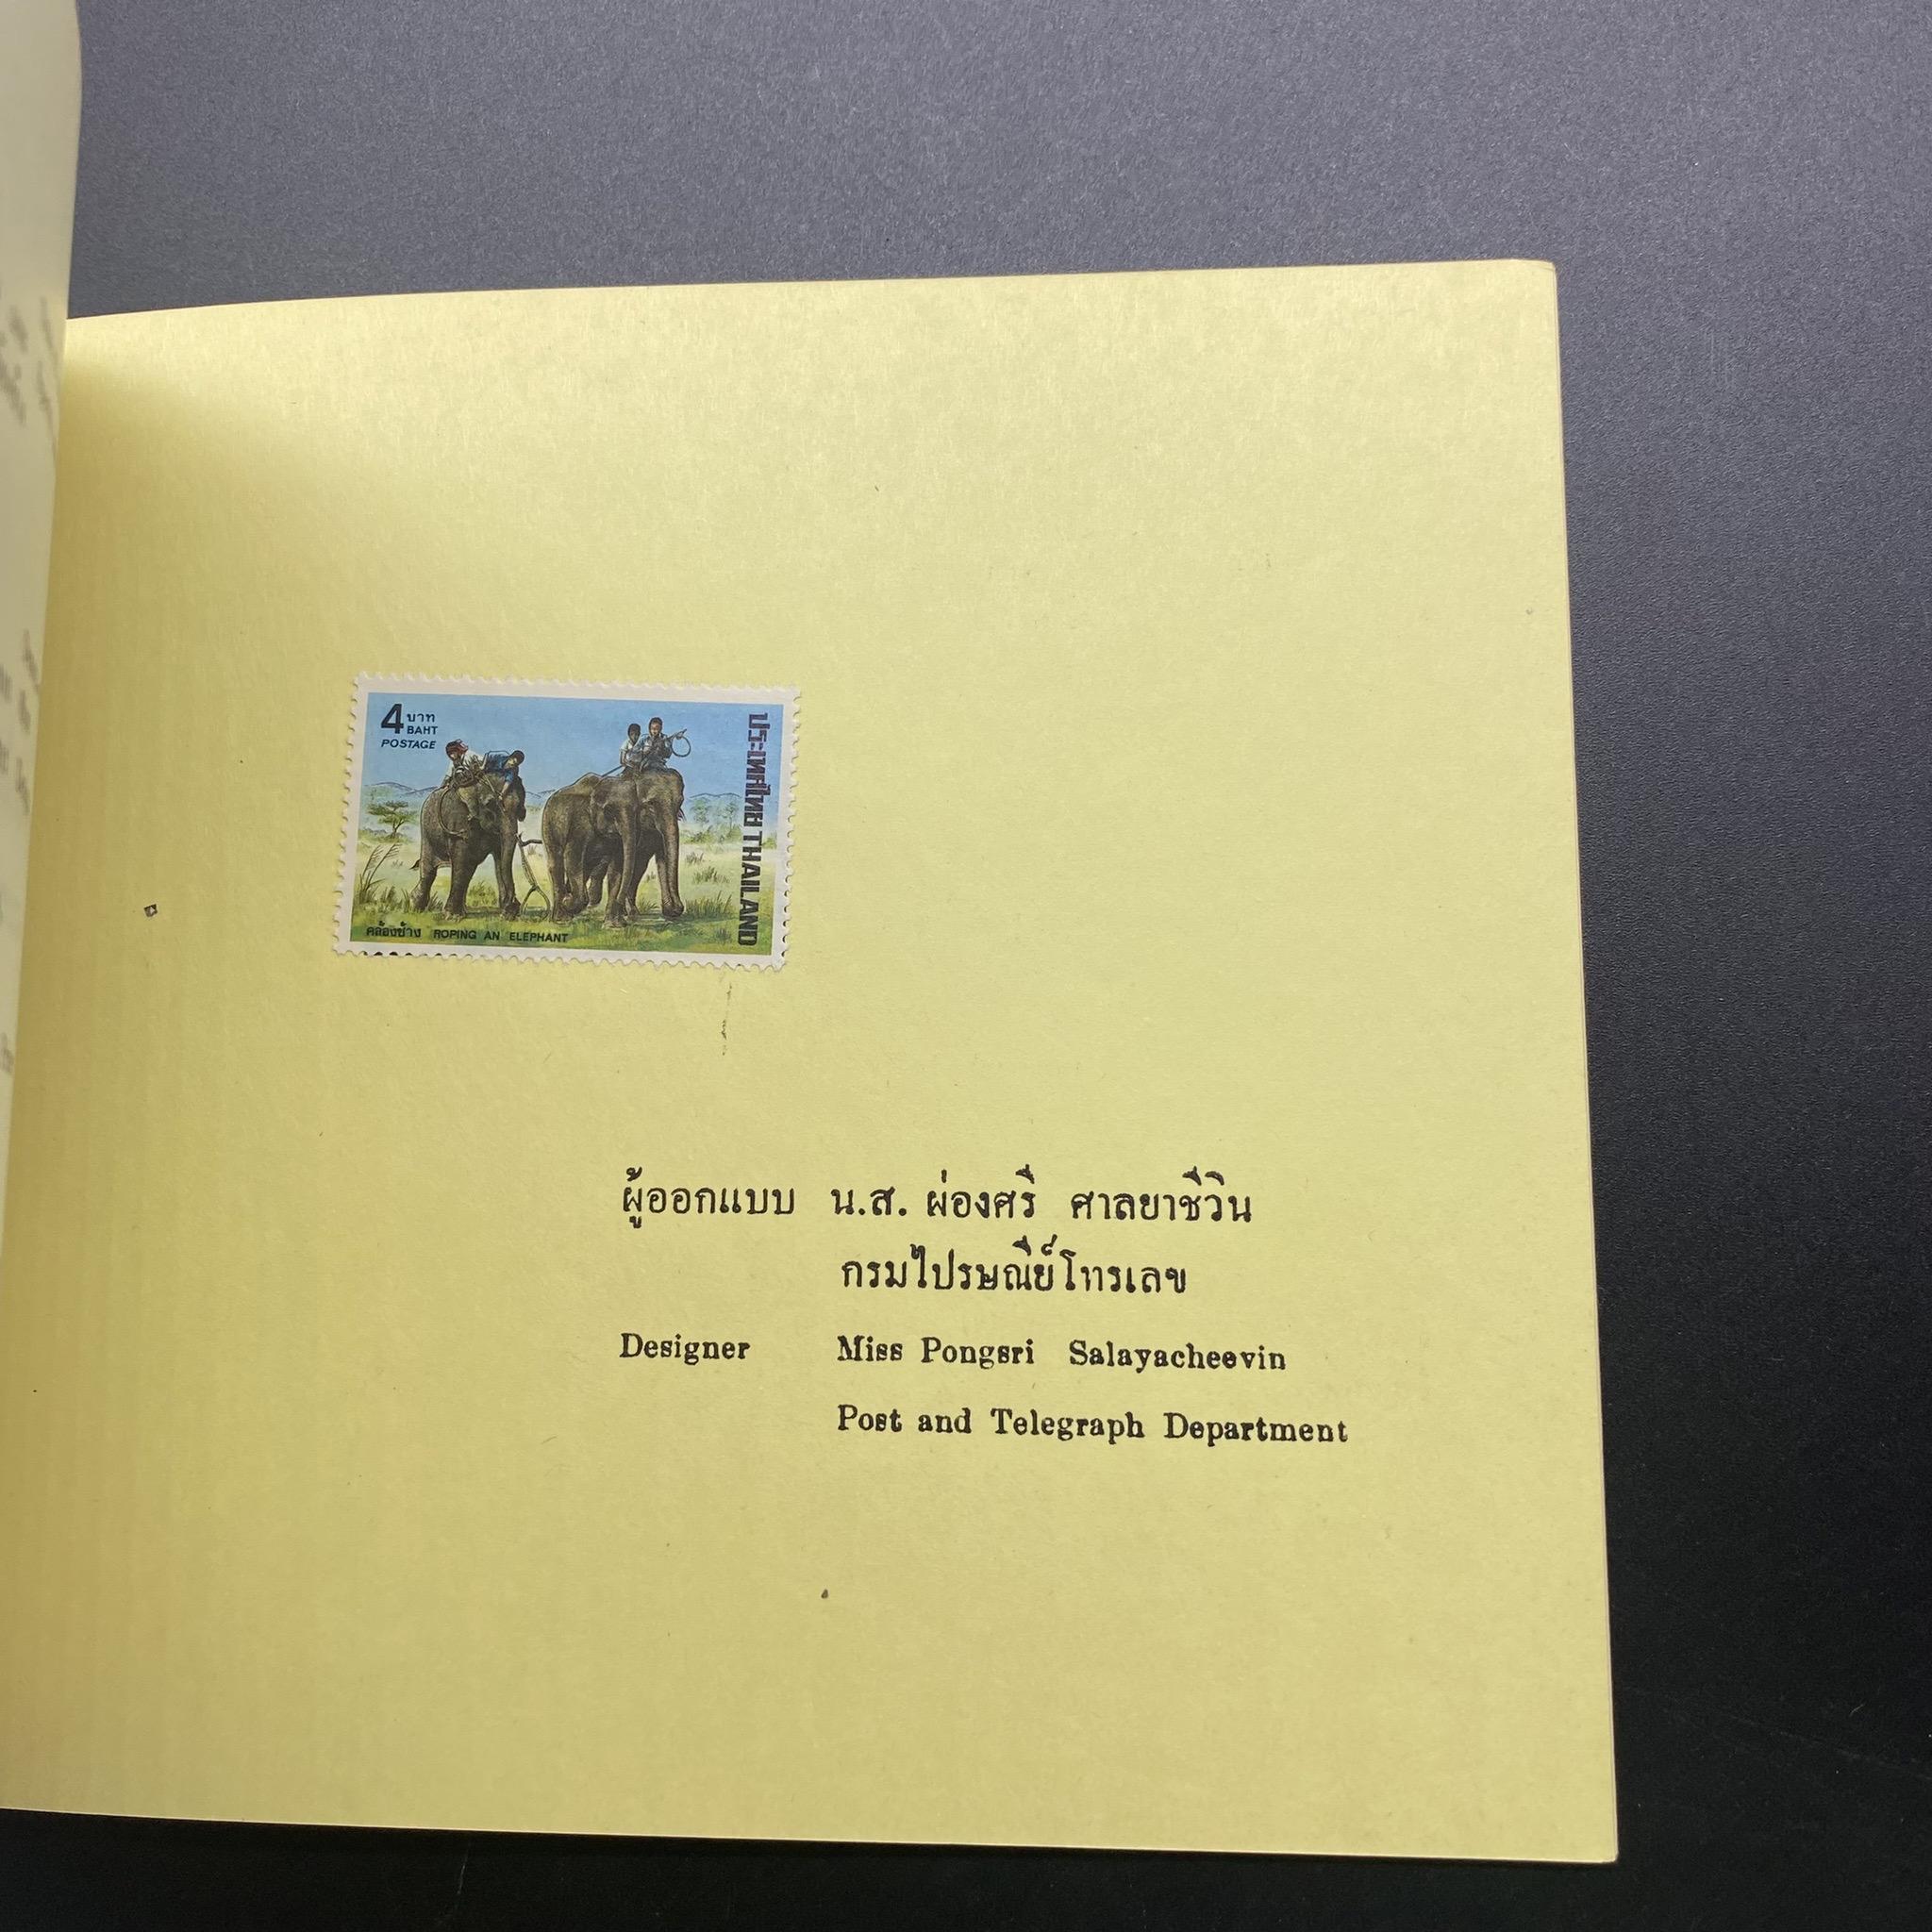 4 บาท
BAHT
POSTAGE
ประเทศไทย THAILAND
คล้องช้าง ROPING AN ELEPHANT
ผู้ออกแบบ น.ส. ผ่องศรี ศาลยาชีวิน
กรมไปรษณีย์โทรเลข
Designer Miss Pongsri Salayacheevin
Post and Telegraph Department